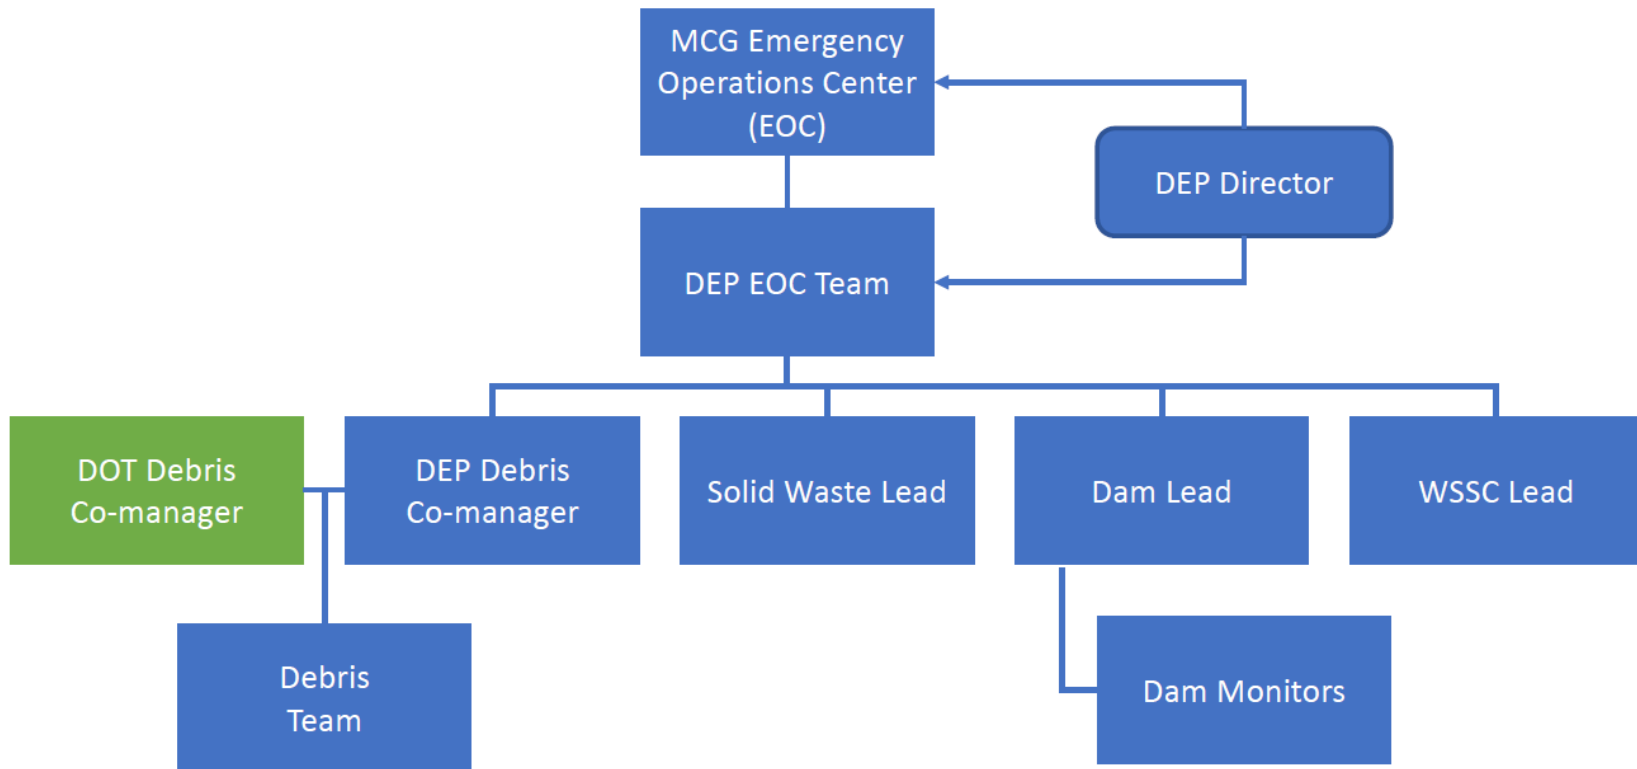 MCG Emergency
Operations Center
(EOC)
DEP Director
DEP EOC Team
DOT Debris
Co-manager
DEP Debris
Co-manager
Solid Waste Lead
Dam Lead
WSSC Lead
Debris
Team
Dam Monitors